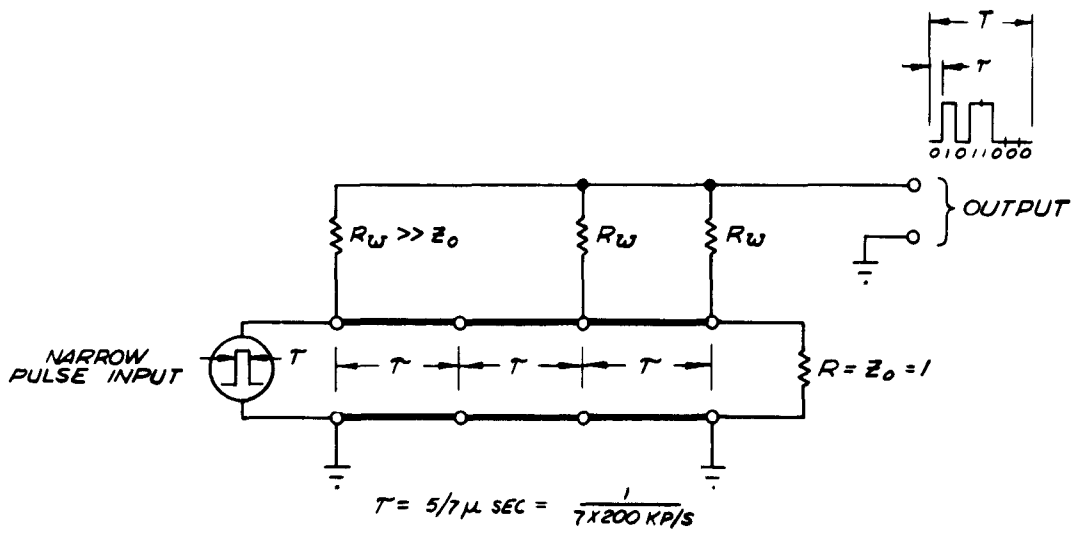 T
τ
0 1 0 1 1 0 0 0
OUTPUT
R_W >> Z_0
R_W
R_W
NARROW
PULSE INPUT
τ
τ
τ
τ
R = Z_0 = 1
τ = 5/7 μ SEC = 1 / 7×200 KP/S